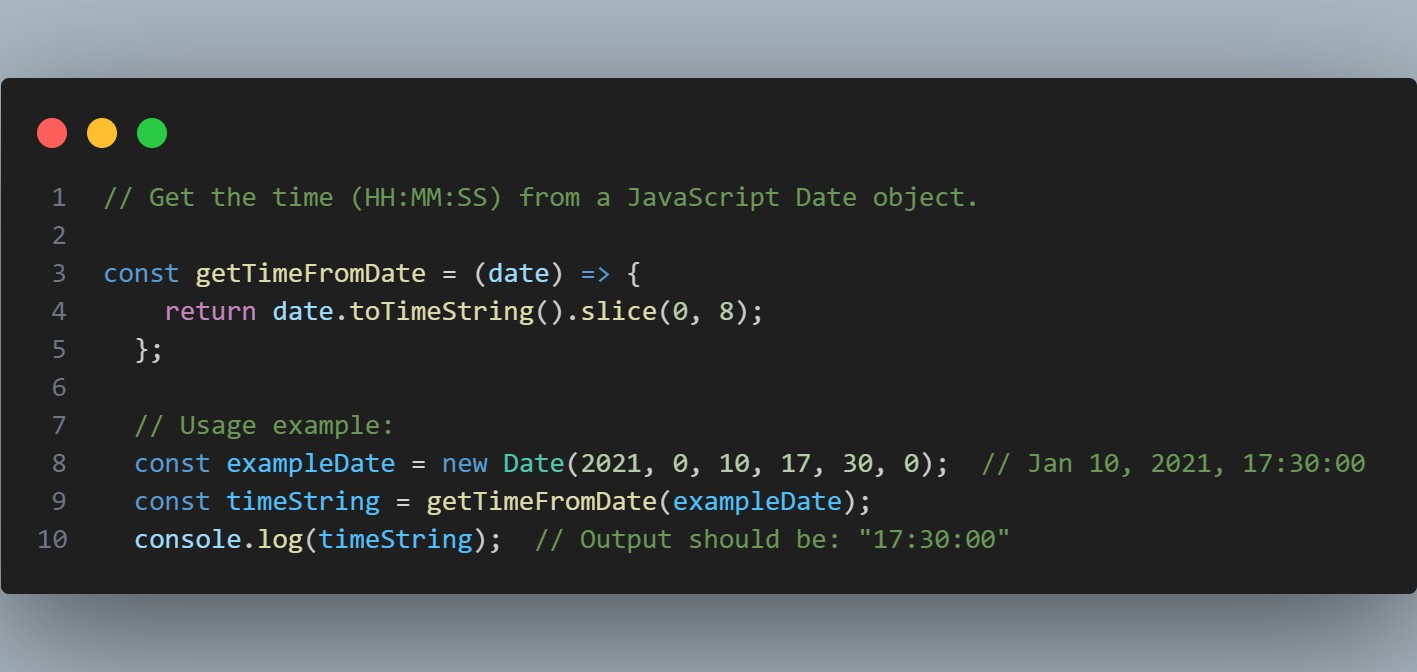 1 // Get the time (HH:MM:SS) from a JavaScript Date object.
2
3 const getTimeFromDate = (date) => {
4     return date.toTimeString().slice(0, 8);
5   };
6
7   // Usage example:
8   const exampleDate = new Date(2021, 0, 10, 17, 30, 0);  // Jan 10, 2021, 17:30:00
9   const timeString = getTimeFromDate(exampleDate);
10   console.log(timeString);  // Output should be: "17:30:00"